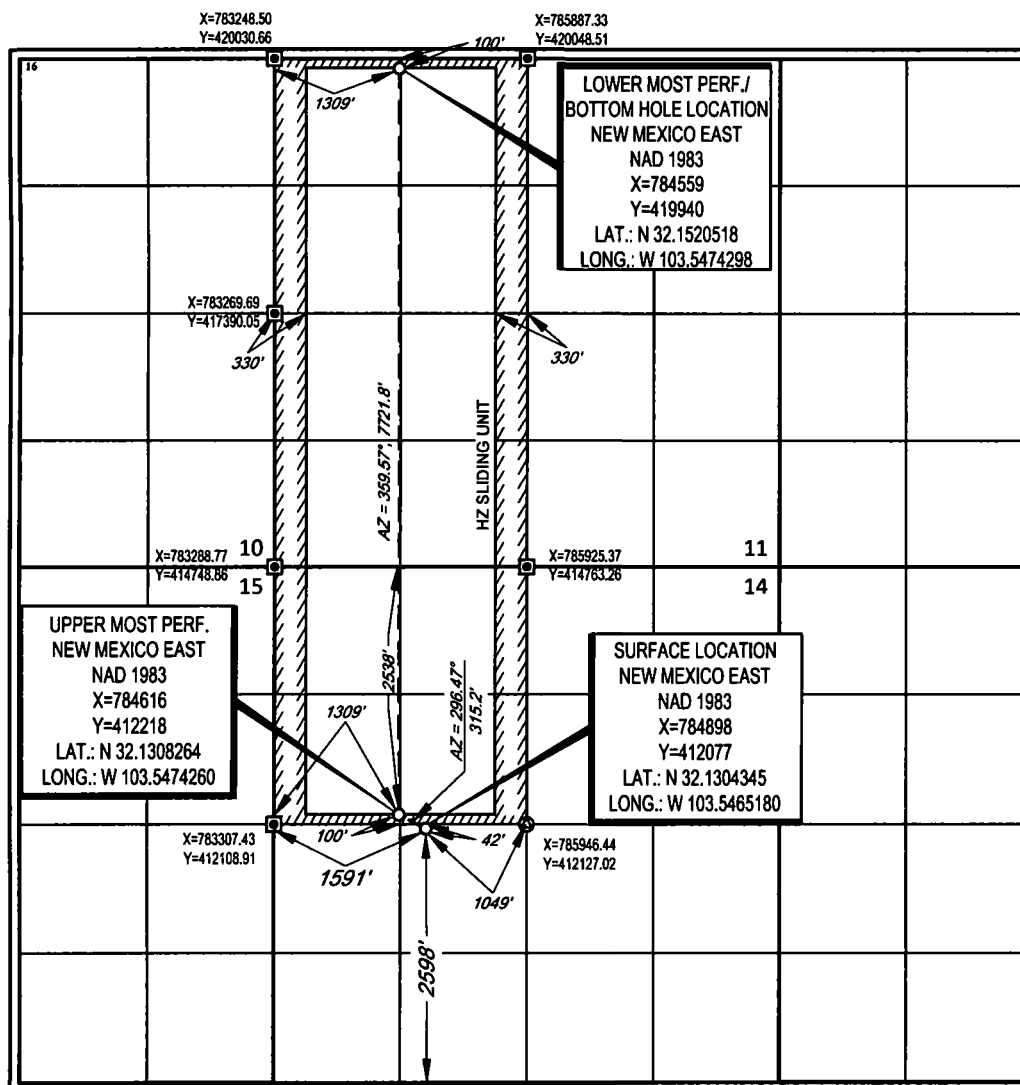 X=783248.50
Y=420030.66
X=785887.33
Y=420048.51
100'
16
1309'
LOWER MOST PERF./
BOTTOM HOLE LOCATION
NEW MEXICO EAST
NAD 1983
X=784559
Y=419940
LAT.: N 32.1520518
LONG.: W 103.5474298
X=783269.69
Y=417390.05
330'
330'
AZ = 359.57°, 7721.8'
HZ SLIDING UNIT
X=783288.77
Y=414748.86
10
15
X=785925.37
Y=414763.26
11
14
UPPER MOST PERF.
NEW MEXICO EAST
NAD 1983
X=784616
Y=412218
LAT.: N 32.1308264
LONG.: W 103.5474260
2538'
1309'
AZ = 296.47°
315.2'
SURFACE LOCATION
NEW MEXICO EAST
NAD 1983
X=784898
Y=412077
LAT.: N 32.1304345
LONG.: W 103.5465180
X=783307.43
Y=412108.91
100'
42'
X=785946.44
Y=412127.02
1591'
1049'
2598'